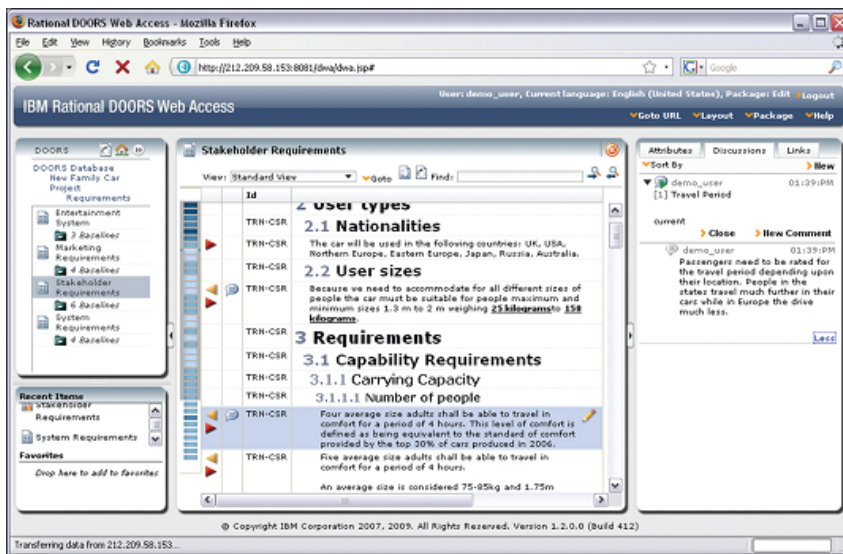 Rational DOORS Web Access - Mozilla Firefox
File Edit View History Bookmarks Tools Help
http://212.209.58.153:8081/dwa/dwa.jsp#
Google
User: demo_user, Current language: English (United States), Package: Edit Logout
IBM Rational DOORS Web Access
Goto URL Layout Package Help
DOORS
DOORS Database
New Family Car
Project
Requirements
Entertainment
System
3 Baselines
Marketing
Requirements
4 Baselines
Stakeholder
Requirements
6 Baselines
System
Requirements
4 Baselines
Recent Items
Stakeholder
Requirements
System Requirements
Favorites
Drop here to add to favorites
Stakeholder Requirements
View: Standard View Goto Find:
Id
2 User types
TRN-CSR 2.1 Nationalities
TRN-CSR The car will be used in the following countries: UK, USA,
Northern Europe, Eastern Europe, Japan, Russia, Australia.
TRN-CSR 2.2 User sizes
TRN-CSR Because we need to accommodate for all different sizes of
people the car must be suitable for people maximum and
minimum sizes 1.3 m to 2 m weighing 25 kilograms to 150
kilograms.
TRN-CSR 3 Requirements
TRN-CSR 3.1 Capability Requirements
TRN-CSR 3.1.1 Carrying Capacity
TRN-CSR 3.1.1.1 Number of people
TRN-CSR Four average size adults shall be able to travel in
comfort for a period of 4 hours. This level of comfort is
defined as being equivalent to the standard of comfort
provided by the top 30% of cars produced in 2006.
TRN-CSR Five average size adults shall be able to travel in
comfort for a period of 4 hours.
An average size is considered 75-85kg and 1.75m
Attributes Discussions Links
Sort By New
demo_user 01:39:PM
[1] Travel Period
current
Close New Comment
demo_user 01:39:PM
Passengers need to be rated for
the travel period depending upon
their location. People in the
states travel much further in their
cars while in Europe the drive
much less.
Less
© Copyright IBM Corporation 2007, 2009. All Rights Reserved. Version 1.2.0.0 (Build 412)
Transferring data from 212.209.58.153...